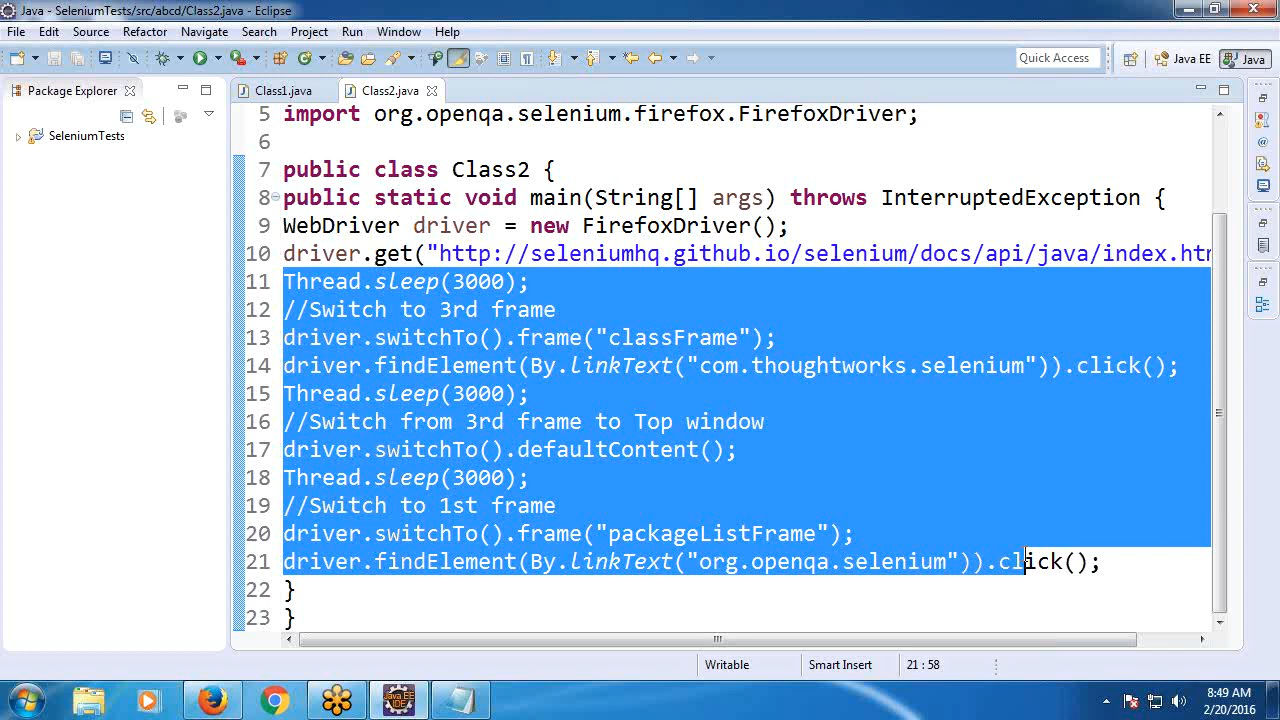 Java - SeleniumTests/src/abcd/Class2.java - Eclipse
File Edit Source Refactor Navigate Search Project Run Window Help
Quick Access Java EE Java
Package Explorer
Class1.java Class2.java
SeleniumTests
5 import org.openqa.selenium.firefox.FirefoxDriver;
6
7 public class Class2 {
8 public static void main(String[] args) throws InterruptedException {
9 WebDriver driver = new FirefoxDriver();
10 driver.get("http://seleniumhq.github.io/selenium/docs/api/java/index.htm
11 Thread.sleep(3000);
12 //Switch to 3rd frame
13 driver.switchTo().frame("classFrame");
14 driver.findElement(By.linkText("com.thoughtworks.selenium")).click();
15 Thread.sleep(3000);
16 //Switch from 3rd frame to Top window
17 driver.switchTo().defaultContent();
18 Thread.sleep(3000);
19 //Switch to 1st frame
20 driver.switchTo().frame("packageListFrame");
21 driver.findElement(By.linkText("org.openqa.selenium")).click();
22 }
23 }
Writable Smart Insert 21 : 58
Java EE
IDE
8:49 AM
2/20/2016